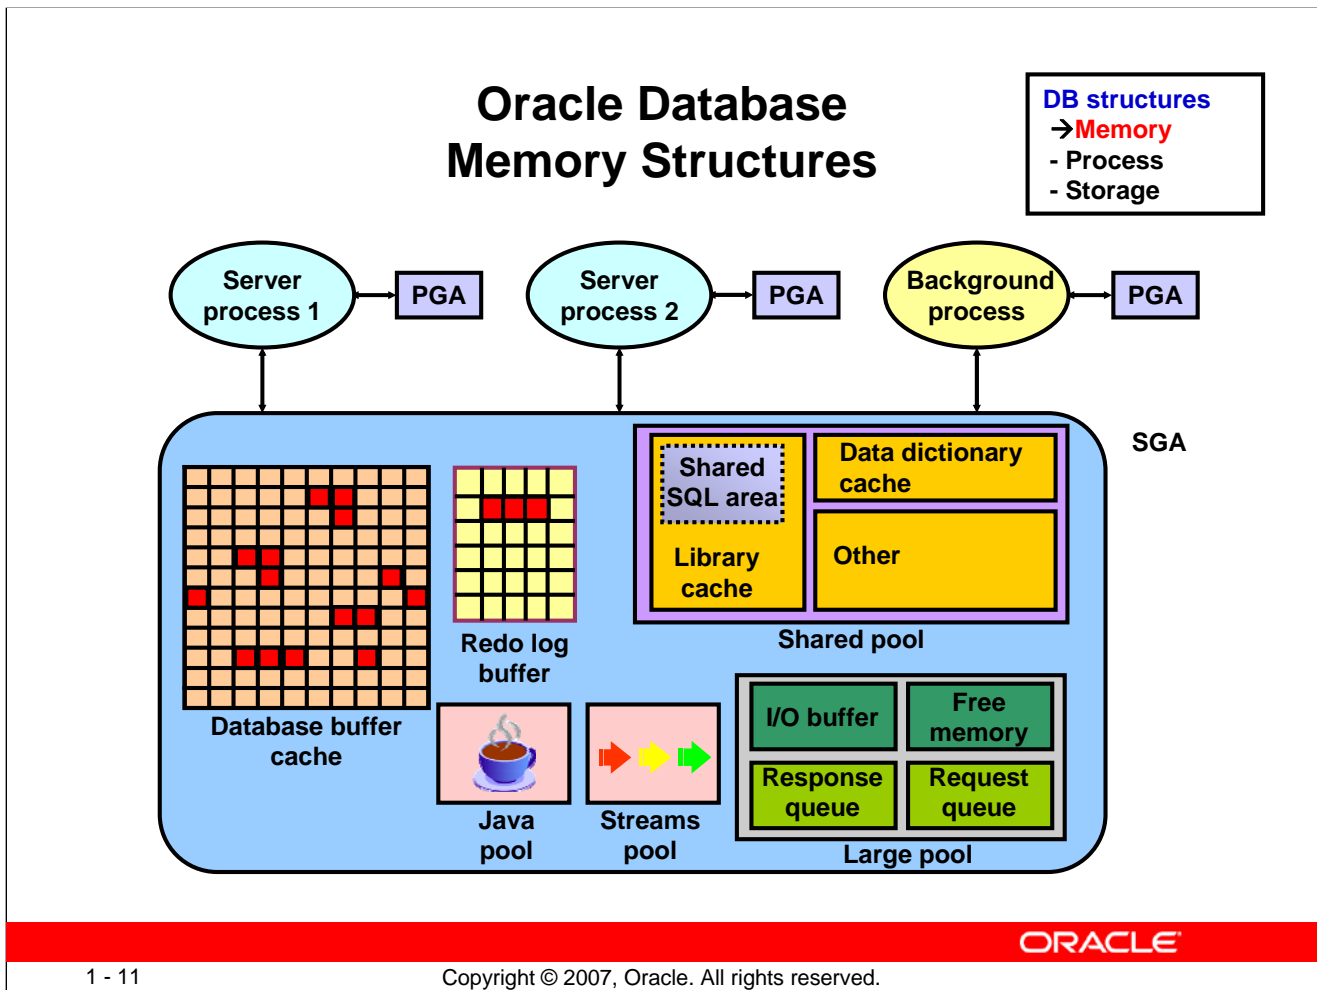 Oracle Database
Memory Structures
DB structures
→Memory
- Process
- Storage
Server
process 1
PGA
Server
process 2
PGA
Background
process
PGA
SGA
Shared
SQL area
Library
cache
Data dictionary
cache
Other
Shared pool
Redo log
buffer
Database buffer
cache
Java
pool
Streams
pool
I/O buffer
Free
memory
Response
queue
Request
queue
Large pool
ORACLE
1 - 11
Copyright © 2007, Oracle. All rights reserved.